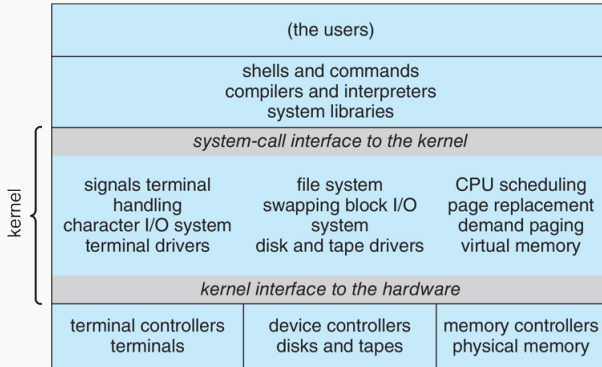 (the users)
shells and commands
compilers and interpreters
system libraries
system-call interface to the kernel
kernel
signals terminal
handling
character I/O system
terminal drivers
file system
swapping block I/O
system
disk and tape drivers
CPU scheduling
page replacement
demand paging
virtual memory
kernel interface to the hardware
terminal controllers
terminals
device controllers
disks and tapes
memory controllers
physical memory